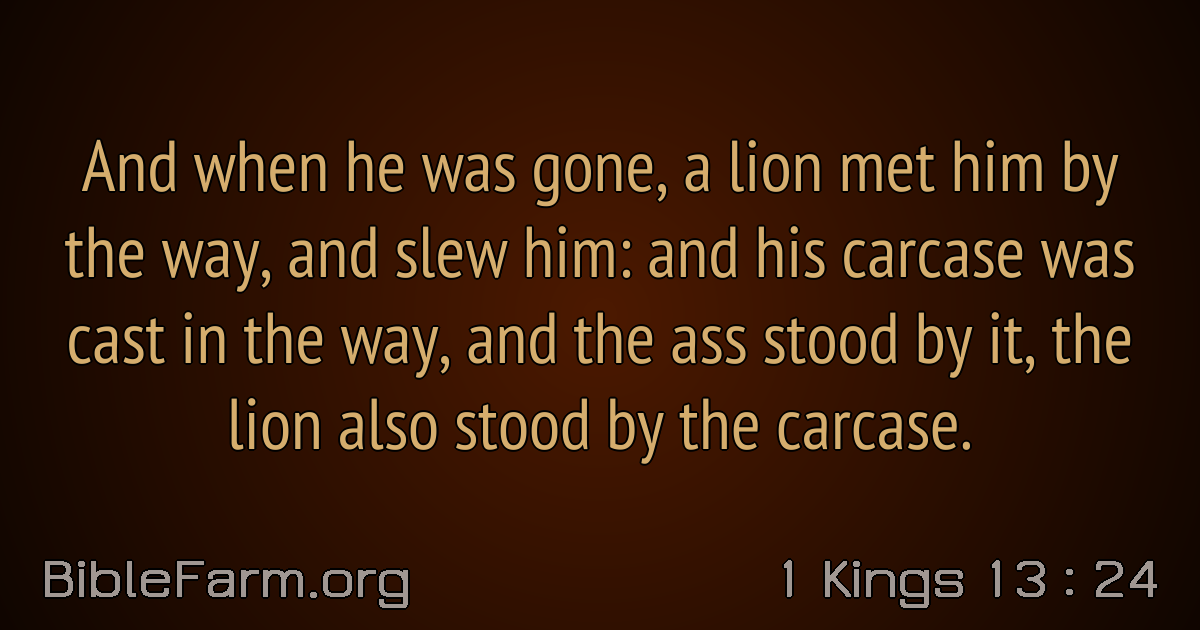 And when he was gone, a lion met him by
the way, and slew him: and his carcase was
cast in the way, and the ass stood by it, the
lion also stood by the carcase.
BibleFarm.org
1 Kings 13:24